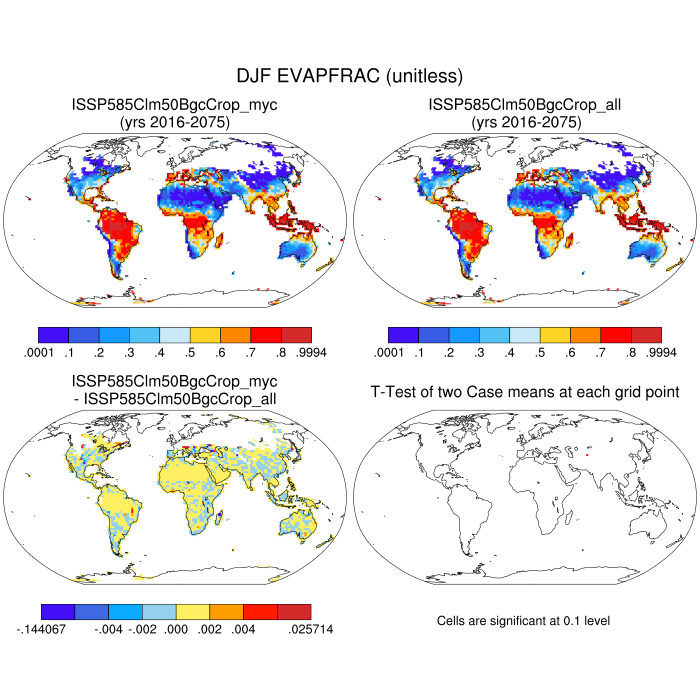 DJF EVAPFRAC (unitless)
ISSP585Clm50BgcCrop_myc
(yrs 2016-2075)
ISSP585Clm50BgcCrop_all
(yrs 2016-2075)
.0001 .1 .2 .4 .5 .6 .7 .8 .9994
.0001 .1 .2 .4 .5 .6 .7 .8 .9994
ISSP585Clm50BgcCrop_myc
- ISSP585Clm50BgcCrop_all
T-Test of two Case means at each grid point
-.144067 -.004 -.002 .000 .002 .004 .025714
Cells are significant at 0.1 level